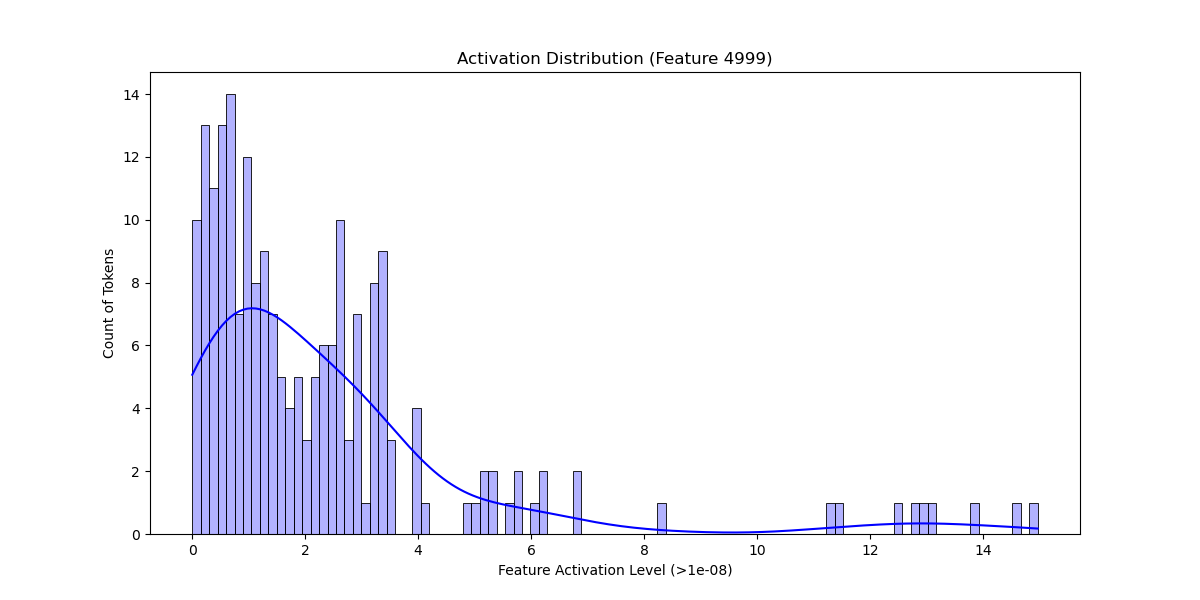 Activation Distribution (Feature 4999)
14
12
10
8
6
4
2
0
Count of Tokens
0 2 4 6 8 10 12 14
Feature Activation Level (>1e-08)